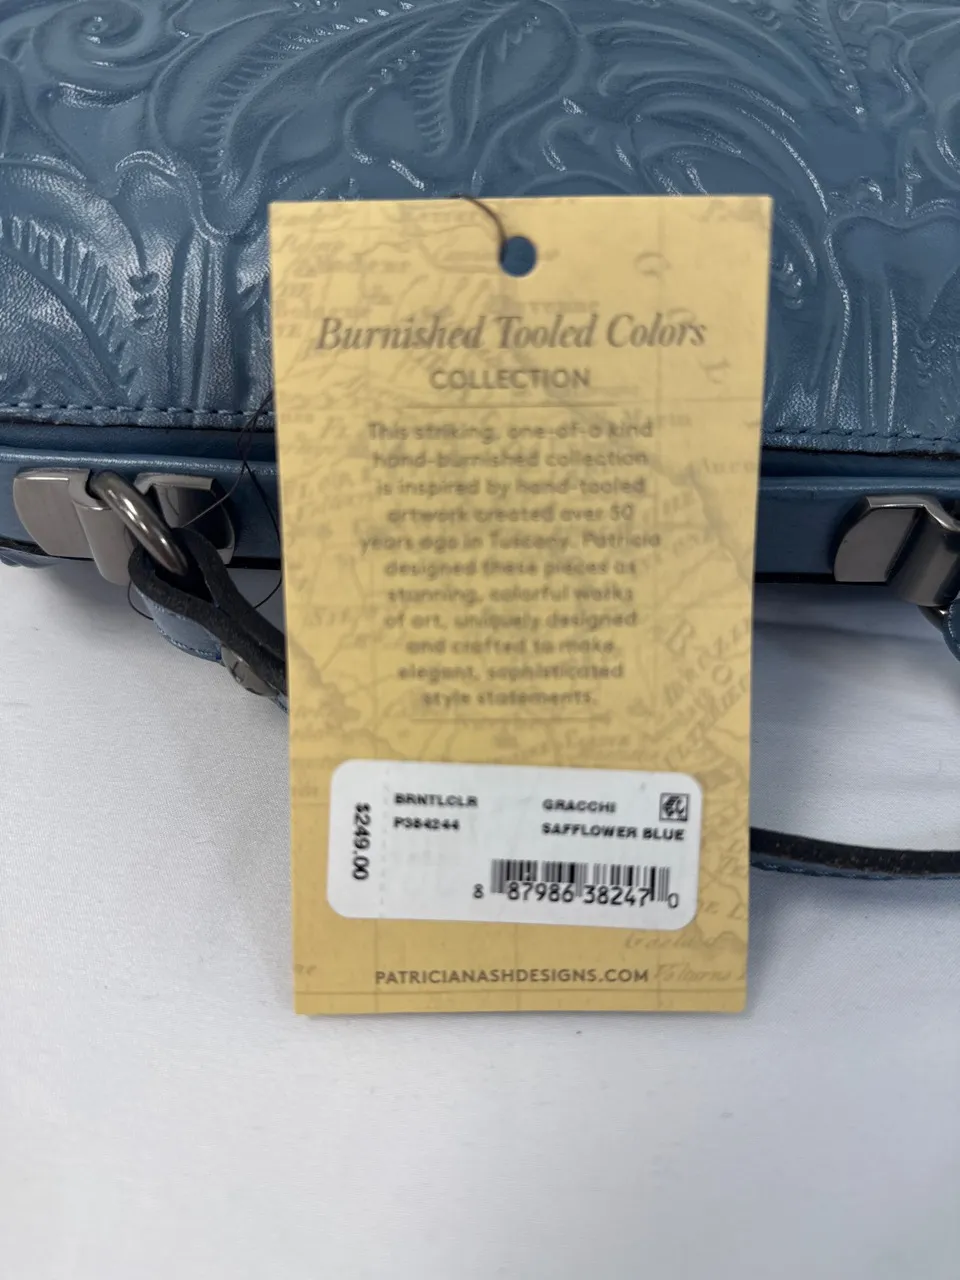 Burnished Tooled Colors
COLLECTION
This striking, one-of-a kind
hand-burnished collection
is inspired by hand-tooled
artwork created over 50
years ago in Tuscany. Patricia
designed these pieces as
stunning, colorful works
of art, uniquely designed
and crafted to make
elegant, sophisticated
style statements.
$249.00
BRNTLCLR GRACCHI
P384244 SAFFLOWER BLUE
8 87986 38247 0
PATRICIANASHDESIGNS.COM